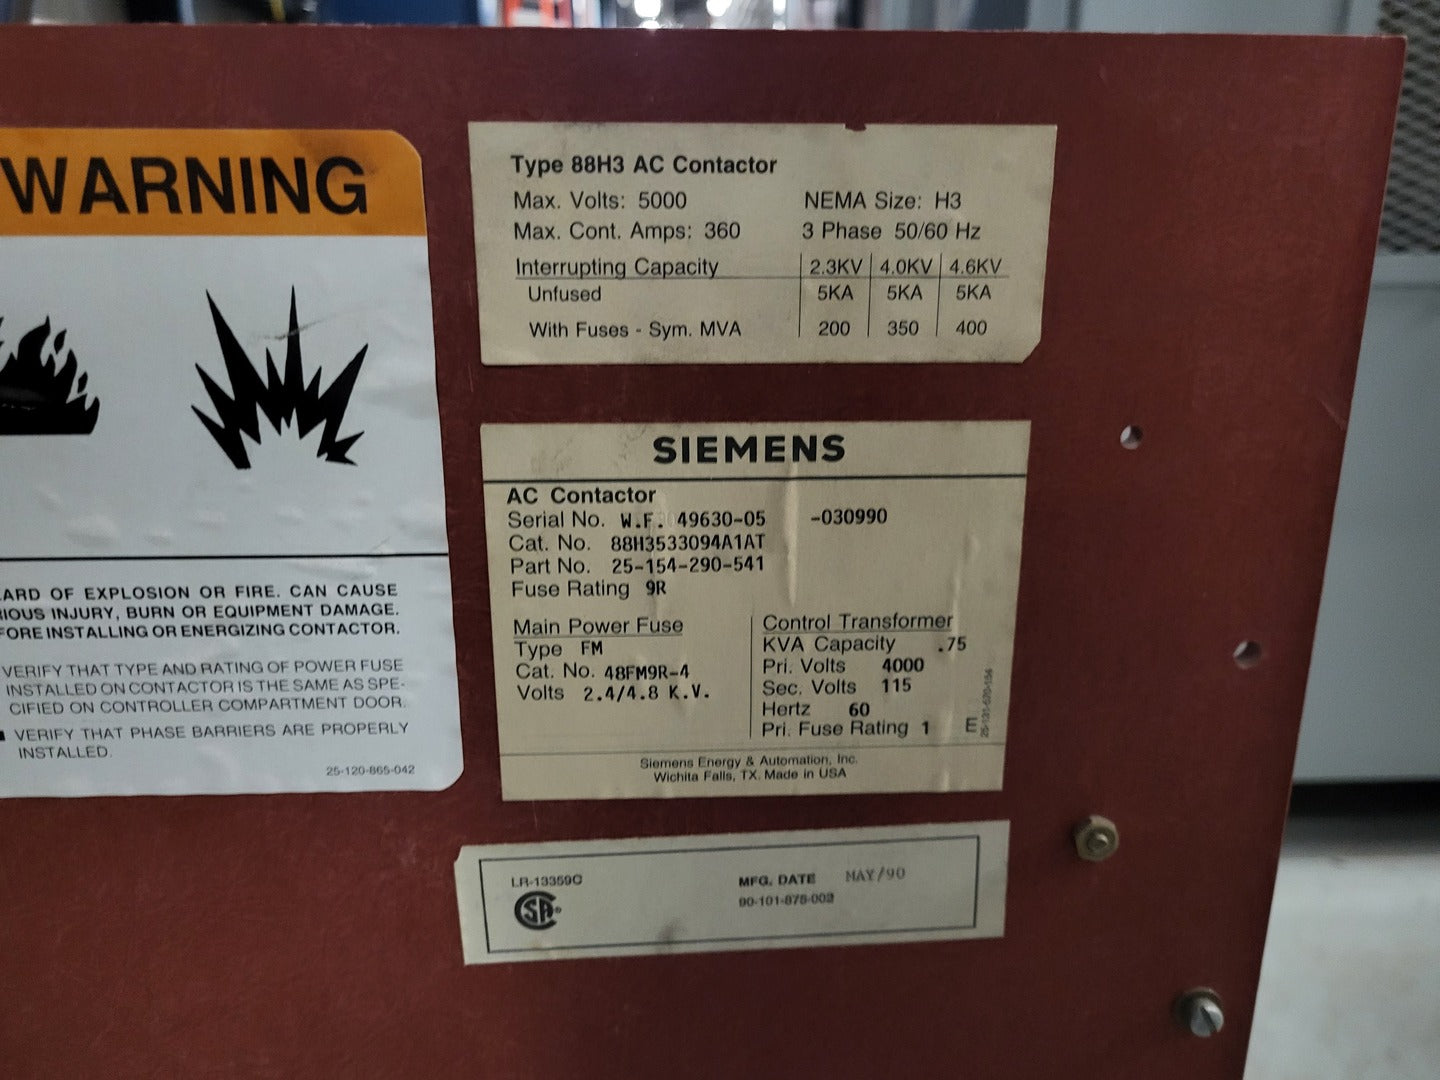 WARNING
ARD OF EXPLOSION OR FIRE. CAN CAUSE
IOUS INJURY, BURN OR EQUIPMENT DAMAGE.
FORE INSTALLING OR ENERGIZING CONTACTOR.
VERIFY THAT TYPE AND RATING OF POWER FUSE
INSTALLED ON CONTACTOR IS THE SAME AS SPE-
CIFIED ON CONTROLLER COMPARTMENT DOOR.
■ VERIFY THAT PHASE BARRIERS ARE PROPERLY
INSTALLED.
25-120-865-042
Type 88H3 AC Contactor
Max. Volts: 5000 NEMA Size: H3
Max. Cont. Amps: 360 3 Phase 50/60 Hz
Interrupting Capacity 2.3KV 4.0KV 4.6KV
Unfused 5KA 5KA 5KA
With Fuses - Sym. MVA 200 350 400
SIEMENS
AC Contactor
Serial No. W.F. 49630-05 -030990
Cat. No. 88H3533094A1AT
Part No. 25-154-290-541
Fuse Rating 9R
Main Power Fuse
Type FM
Cat. No. 48FM9R-4
Volts 2.4/4.8 K.V.
Control Transformer
KVA Capacity .75
Pri. Volts 4000
Sec. Volts 115
Hertz 60
Pri. Fuse Rating 1
E
Siemens Energy & Automation, Inc.
Wichita Falls, TX. Made in USA
LR-13359C
CSA
MFG. DATE MAY/90
90-101-878-002